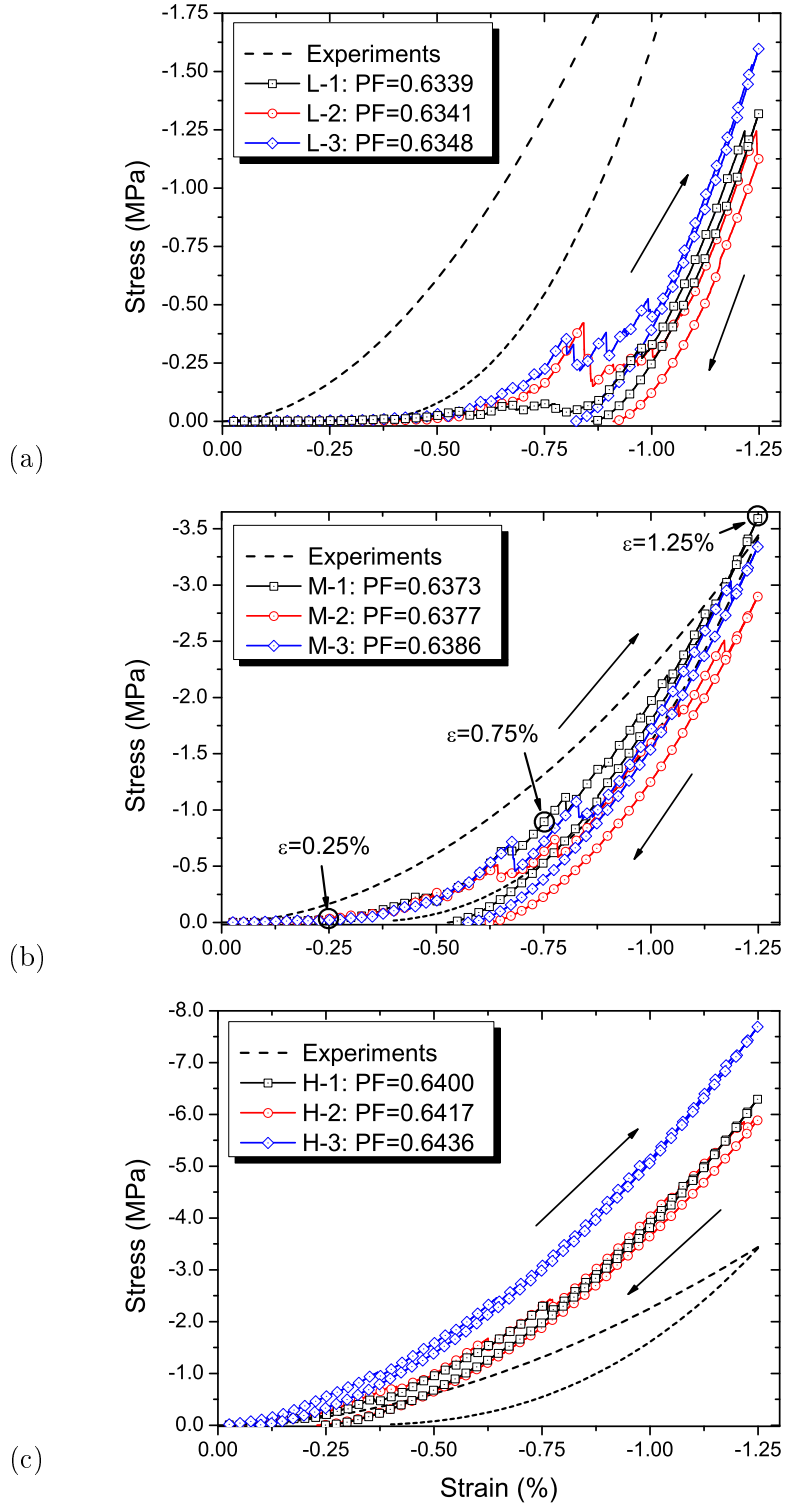 -1.75
-1.50
-1.25
-1.00
-0.75
-0.50
-0.25
0.00
Stress (MPa)
Experiments
L-1: PF=0.6339
L-2: PF=0.6341
L-3: PF=0.6348
0.00 -0.25 -0.50 -0.75 -1.00 -1.25
(a)
-3.5
-3.0
-2.5
-2.0
-1.5
-1.0
-0.5
0.0
Stress (MPa)
Experiments
M-1: PF=0.6373
M-2: PF=0.6377
M-3: PF=0.6386
ε=1.25%
ε=0.75%
ε=0.25%
0.00 -0.25 -0.50 -0.75 -1.00 -1.25
(b)
-8.0
-7.0
-6.0
-5.0
-4.0
-3.0
-2.0
-1.0
0.0
Stress (MPa)
Experiments
H-1: PF=0.6400
H-2: PF=0.6417
H-3: PF=0.6436
0.00 -0.25 -0.50 -0.75 -1.00 -1.25
(c)
Strain (%)